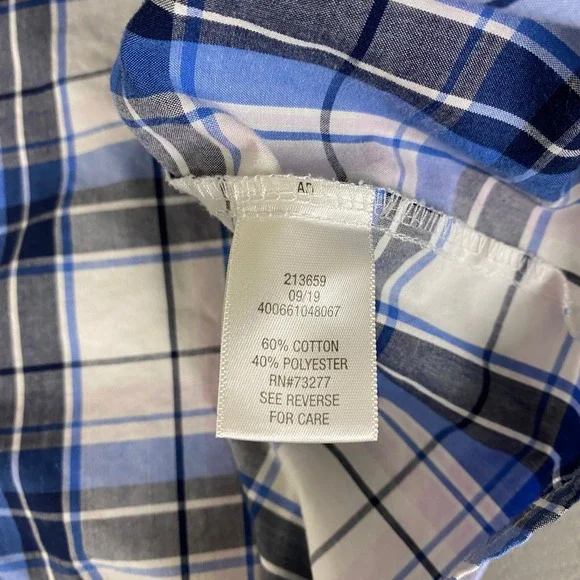 213659
09/19
400661048067
60% COTTON
40% POLYESTER
RN#73277
SEE REVERSE
FOR CARE